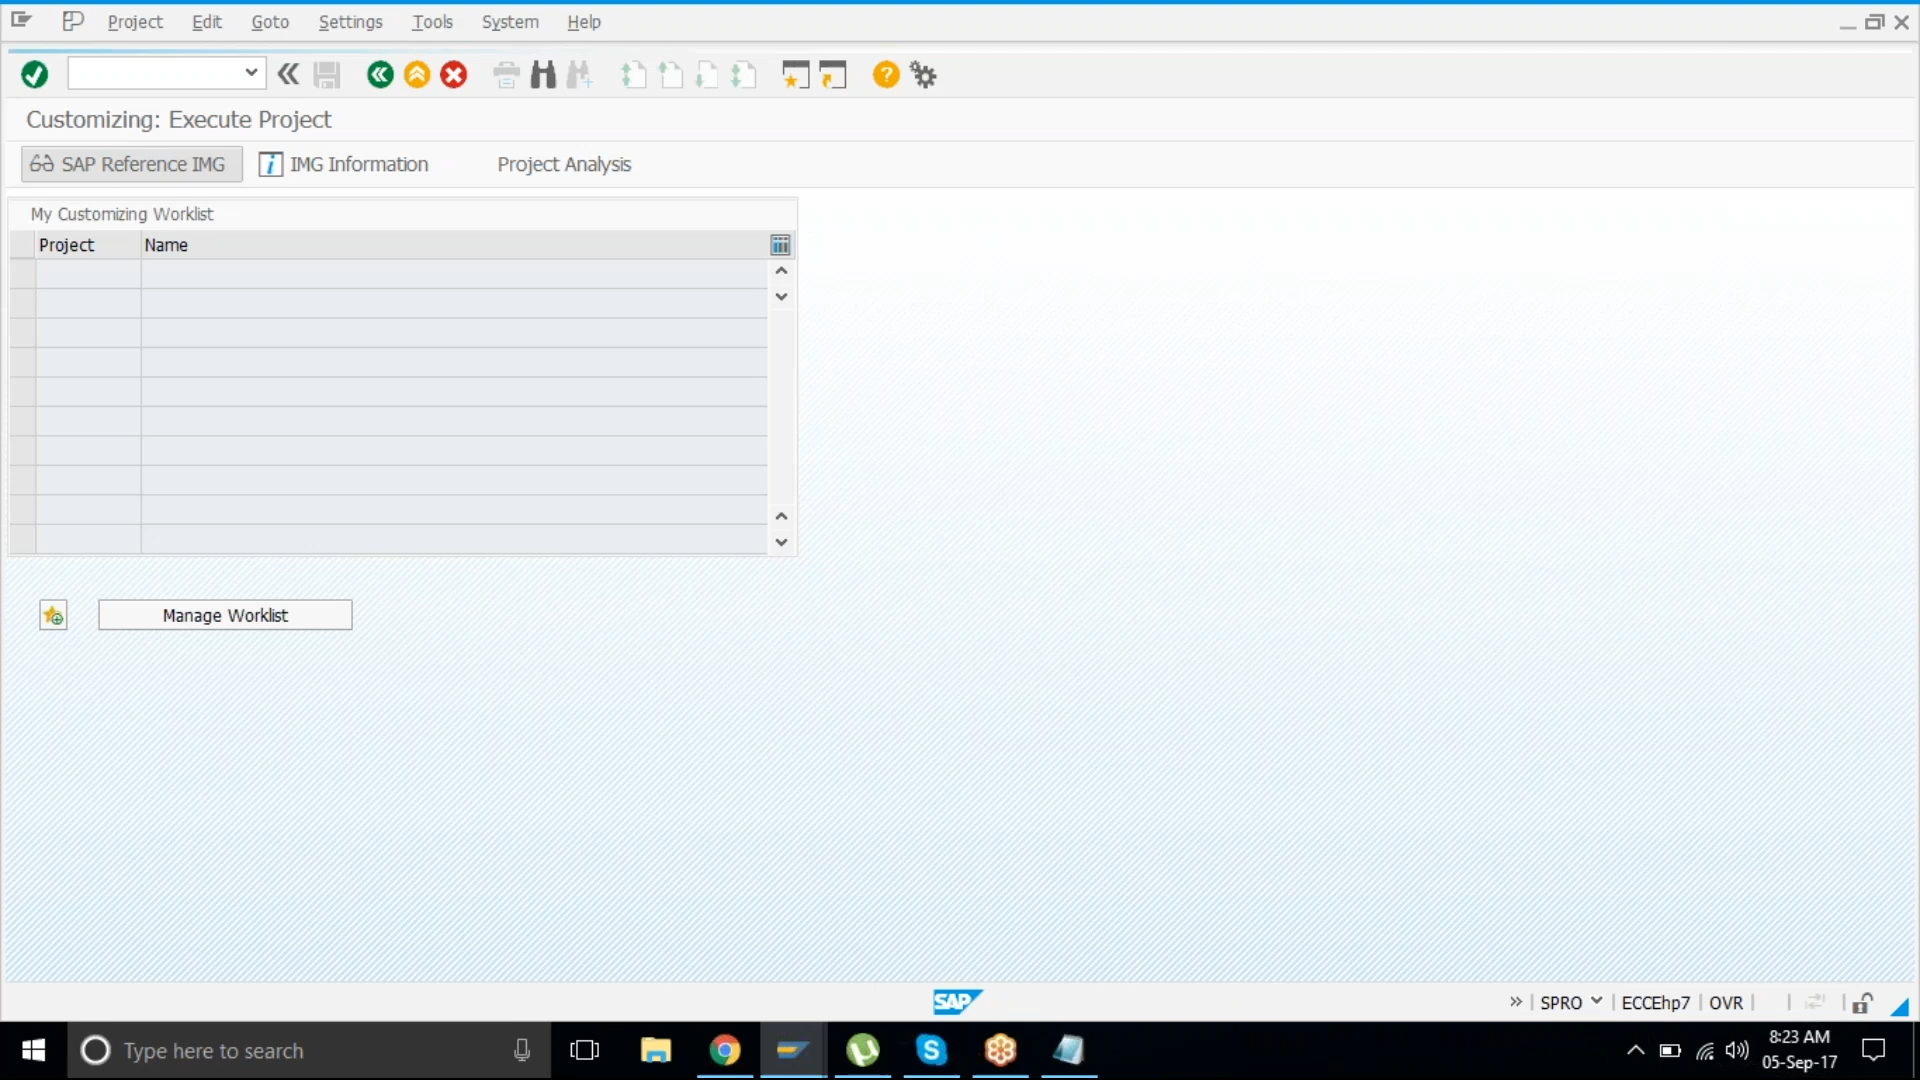 Project Edit Goto Settings Tools System Help
Customizing: Execute Project
SAP Reference IMG i IMG Information Project Analysis
My Customizing Worklist
Project Name
Manage Worklist
SAP » SPRO ECCEhp7 OVR
Type here to search
8:23 AM
05-Sep-17